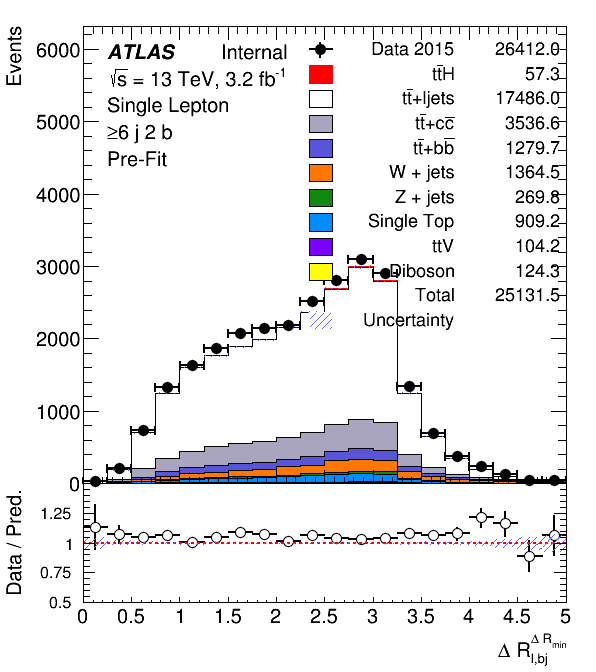 ATLAS Internal
√s = 13 TeV, 3.2 fb⁻¹
Single Lepton
≥6 j 2 b
Pre-Fit
Data 2015 26412.0
tt̄H 57.3
tt̄+ljets 17486.0
tt̄+cc̄ 3536.6
tt̄+bb̄ 1279.7
W + jets 1364.5
Z + jets 269.8
Single Top 909.2
ttV 104.2
Diboson 124.3
Total 25131.5
Uncertainty
Events
6000
5000
4000
3000
2000
1000
0
Data / Pred.
1.25
1
0.75
0.5
0 0.5 1 1.5 2 2.5 3 3.5 4 4.5 5
Δ R_{l,bj}^{Δ R_{min}}